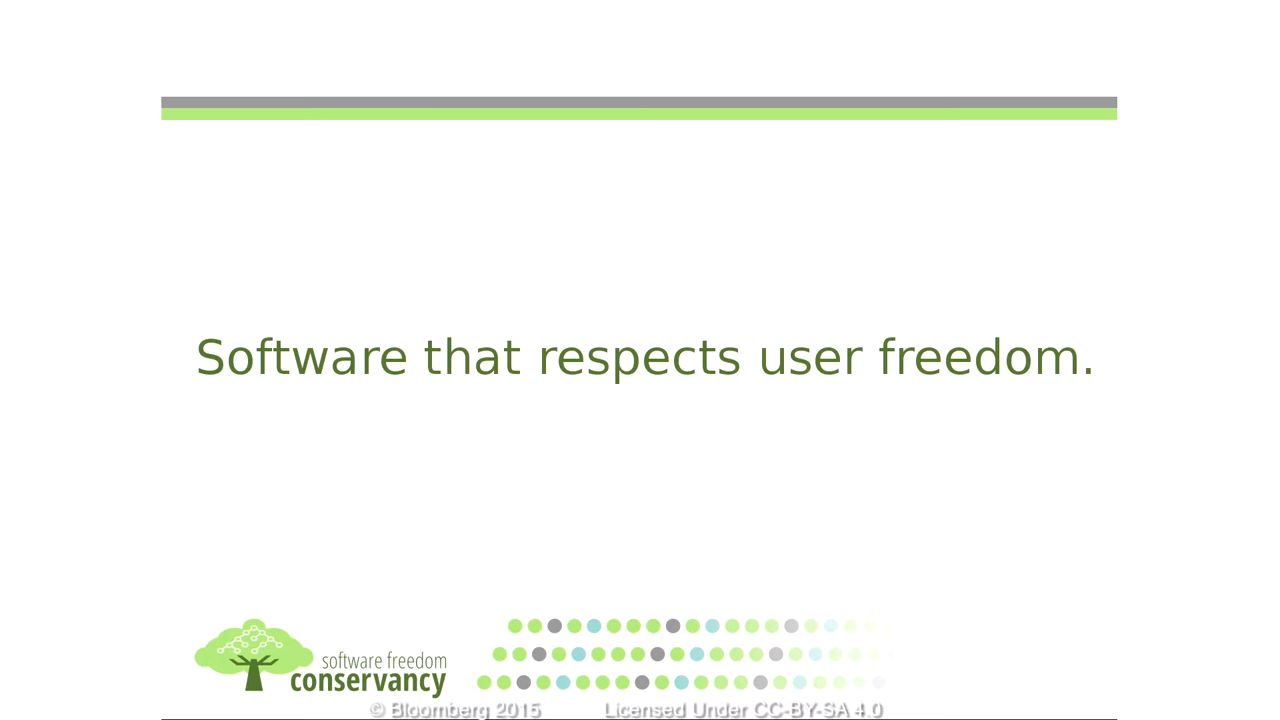 Software that respects user freedom.
software freedom
conservancy
© Bloomberg 2015 Licensed Under CC-BY-SA 4.0